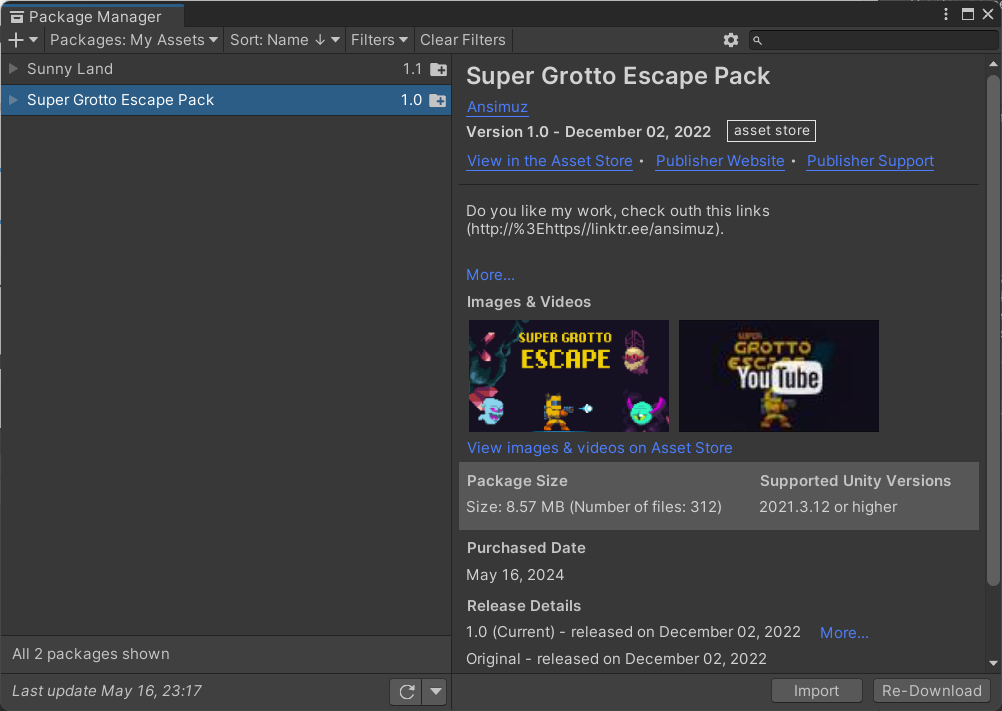 Package Manager
Packages: My Assets Sort: Name ↓ Filters Clear Filters
Sunny Land 1.1
Super Grotto Escape Pack 1.0
All 2 packages shown
Last update May 16, 23:17
Super Grotto Escape Pack
Ansimuz
Version 1.0 - December 02, 2022 asset store
View in the Asset Store • Publisher Website • Publisher Support
Do you like my work, check outh this links
(http://%3Ehttps//linktr.ee/ansimuz).
More...
Images & Videos
SUPER GROTTO
ESCAPE
SUPER
GROTTO
ESCAPE
YouTube
View images & videos on Asset Store
Package Size Supported Unity Versions
Size: 8.57 MB (Number of files: 312) 2021.3.12 or higher
Purchased Date
May 16, 2024
Release Details
1.0 (Current) - released on December 02, 2022 More...
Original - released on December 02, 2022
Import Re-Download